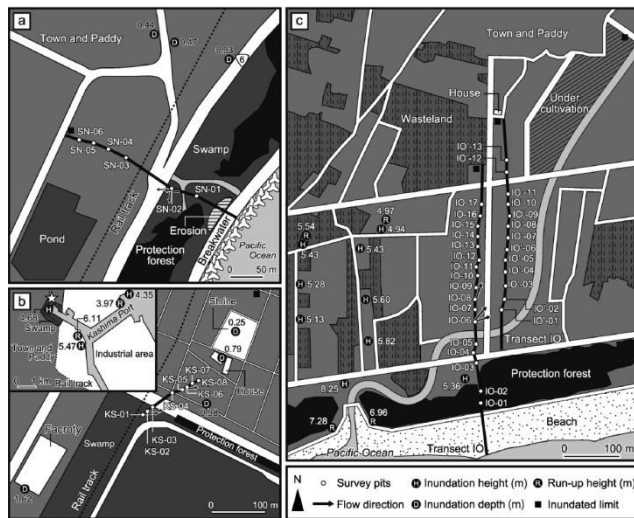 a
Town and Paddy
0.44
D
0.47
D
0.93
D
6
SN-06
SN-04
SN-05
SN-03
SN-01
SN-02
Swamp
Rail track
Erosion
Pond
Protection forest
Breakwater
Pacific Ocean
0 50 m
b
4.68
H
Swamp
6.11
R
3.97
R
H
4.35
Kashima Port
5.47
H
Town and Paddy
Industrial area
Rail track
0 1 km
Shrine
0.25
D
0.79
D
House
KS-07
KS-05
KS-08
KS-06
KS-04
KS-01
KS-03
KS-02
D
Protection forest
Swamp
Rail track
Facroty
D
1.62
0 100 m
c
Town and Paddy
House
Wasteland
Under cultivation
IO'-13
IO'-12
IO'-11
IO'-10
IO'-09
IO'-08
IO'-07
IO'-06
IO'-05
IO'-04
IO'-03
IO'-02
IO'-01
Transect IO'
IO-17
IO-16
IO-15
IO-14
IO-13
IO-12
IO-11
IO-10
IO-09
IO-08
IO-07
IO-06
IO-05
IO-04
IO-03
IO-02
IO-01
4.97
R
H 4.94
5.54
R
H
5.43
H
5.43
H 5.28
H 5.60
H 5.13
H
5.82
H
8.25
5.36 H
7.28
R
6.96
R
Protection forest
Beach
Pacific Ocean
Transect IO
0 100 m
N
Survey pits
H Inundation height (m)
R Run-up height (m)
Flow direction
D Inundation depth (m)
Inundated limit